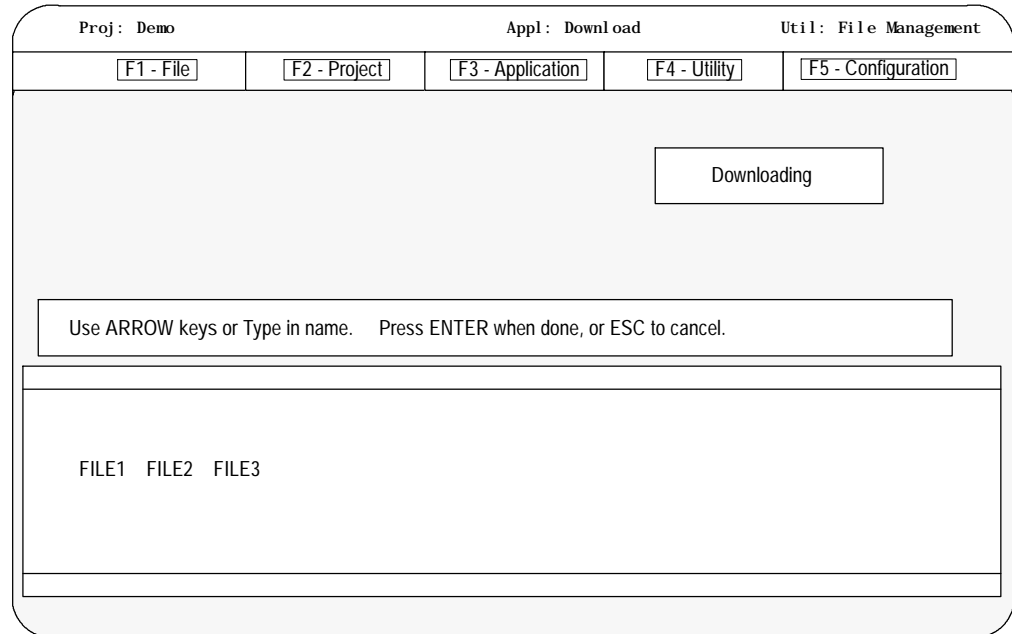 Proj: Demo Appl: Download Util: File Management
F1 - File F2 - Project F3 - Application F4 - Utility F5 - Configuration
Downloading
Use ARROW keys or Type in name. Press ENTER when done, or ESC to cancel.
FILE1 FILE2 FILE3